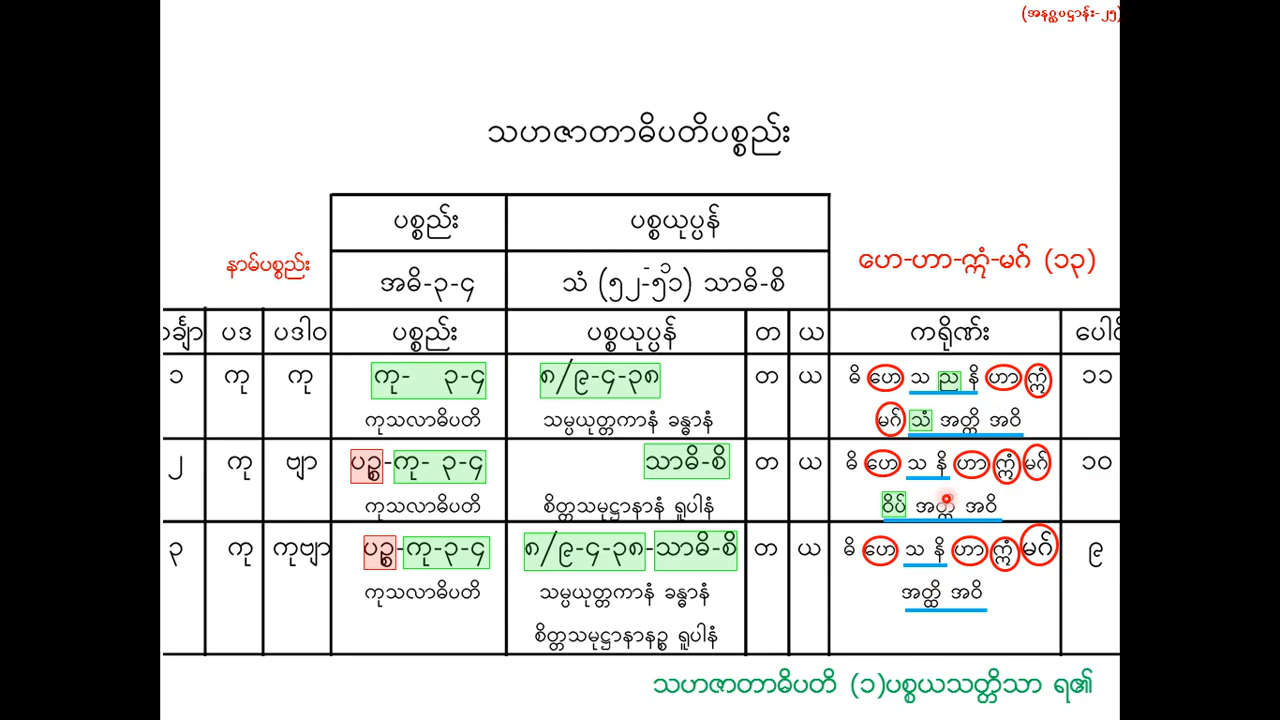 (အနဂ္ဃပဋ္ဌာန်း-၂၅)
သဟဇာတာဓိပတိပစ္စည်း
ပစ္စည်း ပစ္စယုပ္ပန်
နာမ်ပစ္စည်း အဓိ-၃-၄ သံ (၅၂-၅၁) သာဓိ-စိ ဟေ-ဟာ-ဣံ-မဂ် (၁၃)
ပဒ ပဒါဝ ပစ္စည်း ပစ္စယုပ္ပန် တ ယ ကရိုဏ်း
၁ ကု ကု ကု- ၃-၄ ၈/၉-၄-၃၈ တ ယ ဓိ ဟေ သ ည နိ ဟာ ဣံ ၁၁
ကုသလာဓိပတိ သမ္ပယုတ္တကာနံ ခန္ဓာနံ မဂ် သံ အတ္ထိ အဝိ
၂ ကု ဗျာ ပဉ္စ-ကု- ၃-၄ သာဓိ-စိ တ ယ ဓိ ဟေ သ နိ ဟာ ဣံ မဂ် ၁၀
ကုသလာဓိပတိ စိတ္တသမုဋ္ဌာနာနံ ရူပါနံ ဝိပ် အတ္ထိ အဝိ
၃ ကု ကုဗျာ ပဉ္စ-ကု-၃-၄ ၈/၉-၄-၃၈-သာဓိ-စိ တ ယ ဓိ ဟေ သ နိ ဟာ ဣံ မဂ် ၉
ကုသလာဓိပတိ သမ္ပယုတ္တကာနံ ခန္ဓာနံ အတ္ထိ အဝိ
စိတ္တသမုဋ္ဌာနာနဉ္စ ရူပါနံ
သဟဇာတာဓိပတိ (၁)ပစ္စယသတ္တိသာ ရ၏